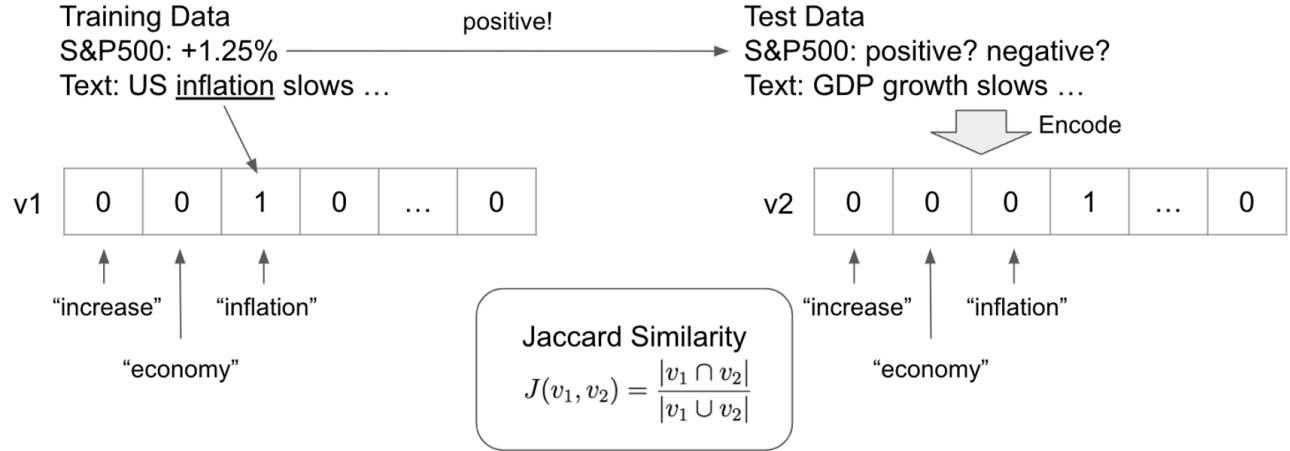 Training Data
S&P500: +1.25%
Text: US inflation slows …
positive!
Test Data
S&P500: positive? negative?
Text: GDP growth slows …
Encode
v1 0 0 1 0 … 0
"increase" "inflation"
"economy"
v2 0 0 0 1 … 0
"increase" "inflation"
"economy"
Jaccard Similarity
J(v₁, v₂) = |v₁ ∩ v₂| / |v₁ ∪ v₂|